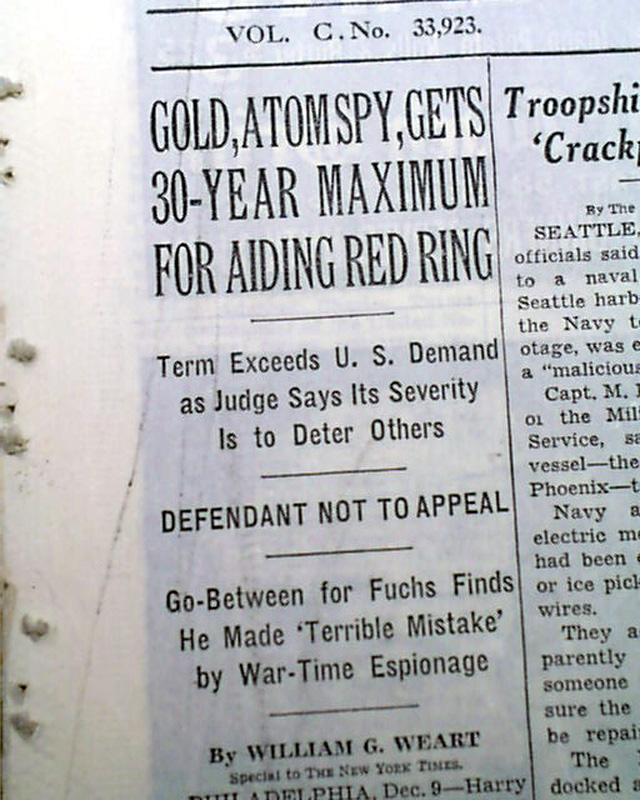 VOL. C. No. 33,923.
GOLD, ATOM SPY, GETS
30-YEAR MAXIMUM
FOR AIDING RED RING
Term Exceeds U. S. Demand
as Judge Says Its Severity
Is to Deter Others
DEFENDANT NOT TO APPEAL
Go-Between for Fuchs Finds
He Made 'Terrible Mistake'
by War-Time Espionage
By WILLIAM G. WEART
Special to THE NEW YORK TIMES.
PHILADELPHIA, Dec. 9—Harry
Troopshi
'Crackp
By The
SEATTLE,
officials said
to a naval
Seattle harb
the Navy t
otage, was e
a "malicious
Capt. M.
of the Mil
Service, sa
vessel—the
Phoenix—t
Navy a
electric m
had been
or ice pick
wires.
They a
parently
someone
sure the
be repai
The
docked